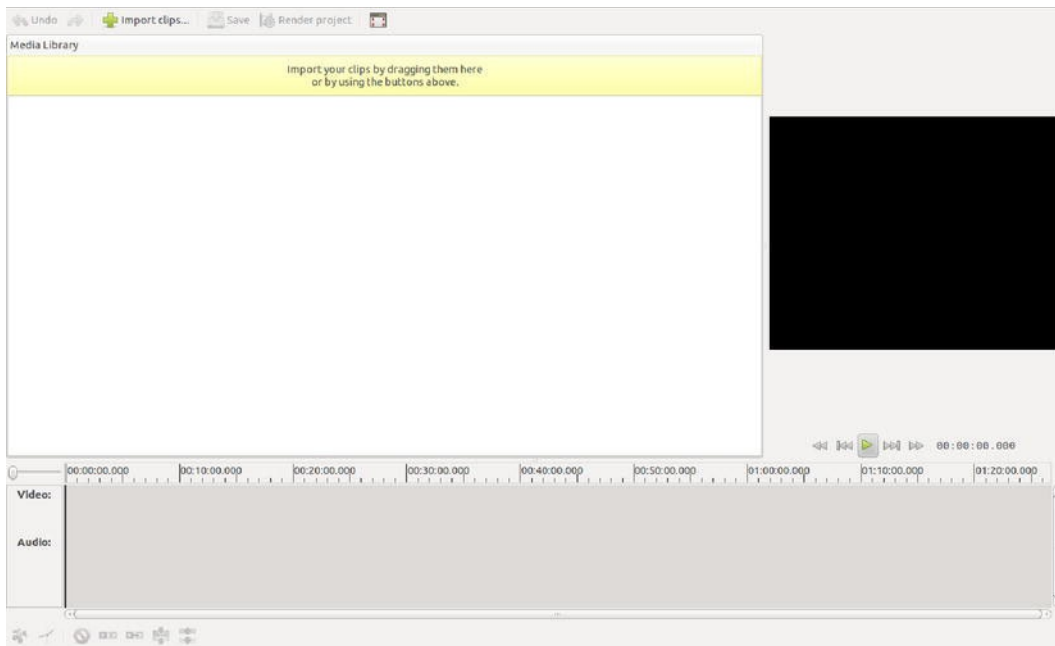 Undo Import clips... Save Render project
Media Library
Import your clips by dragging them here
or by using the buttons above.
00:00:00.000
00:00:00.000 00:10:00.000 00:20:00.000 00:30:00.000 00:40:00.000 00:50:00.000 01:00:00.000 01:10:00.000 01:20:00.000
Video:
Audio: